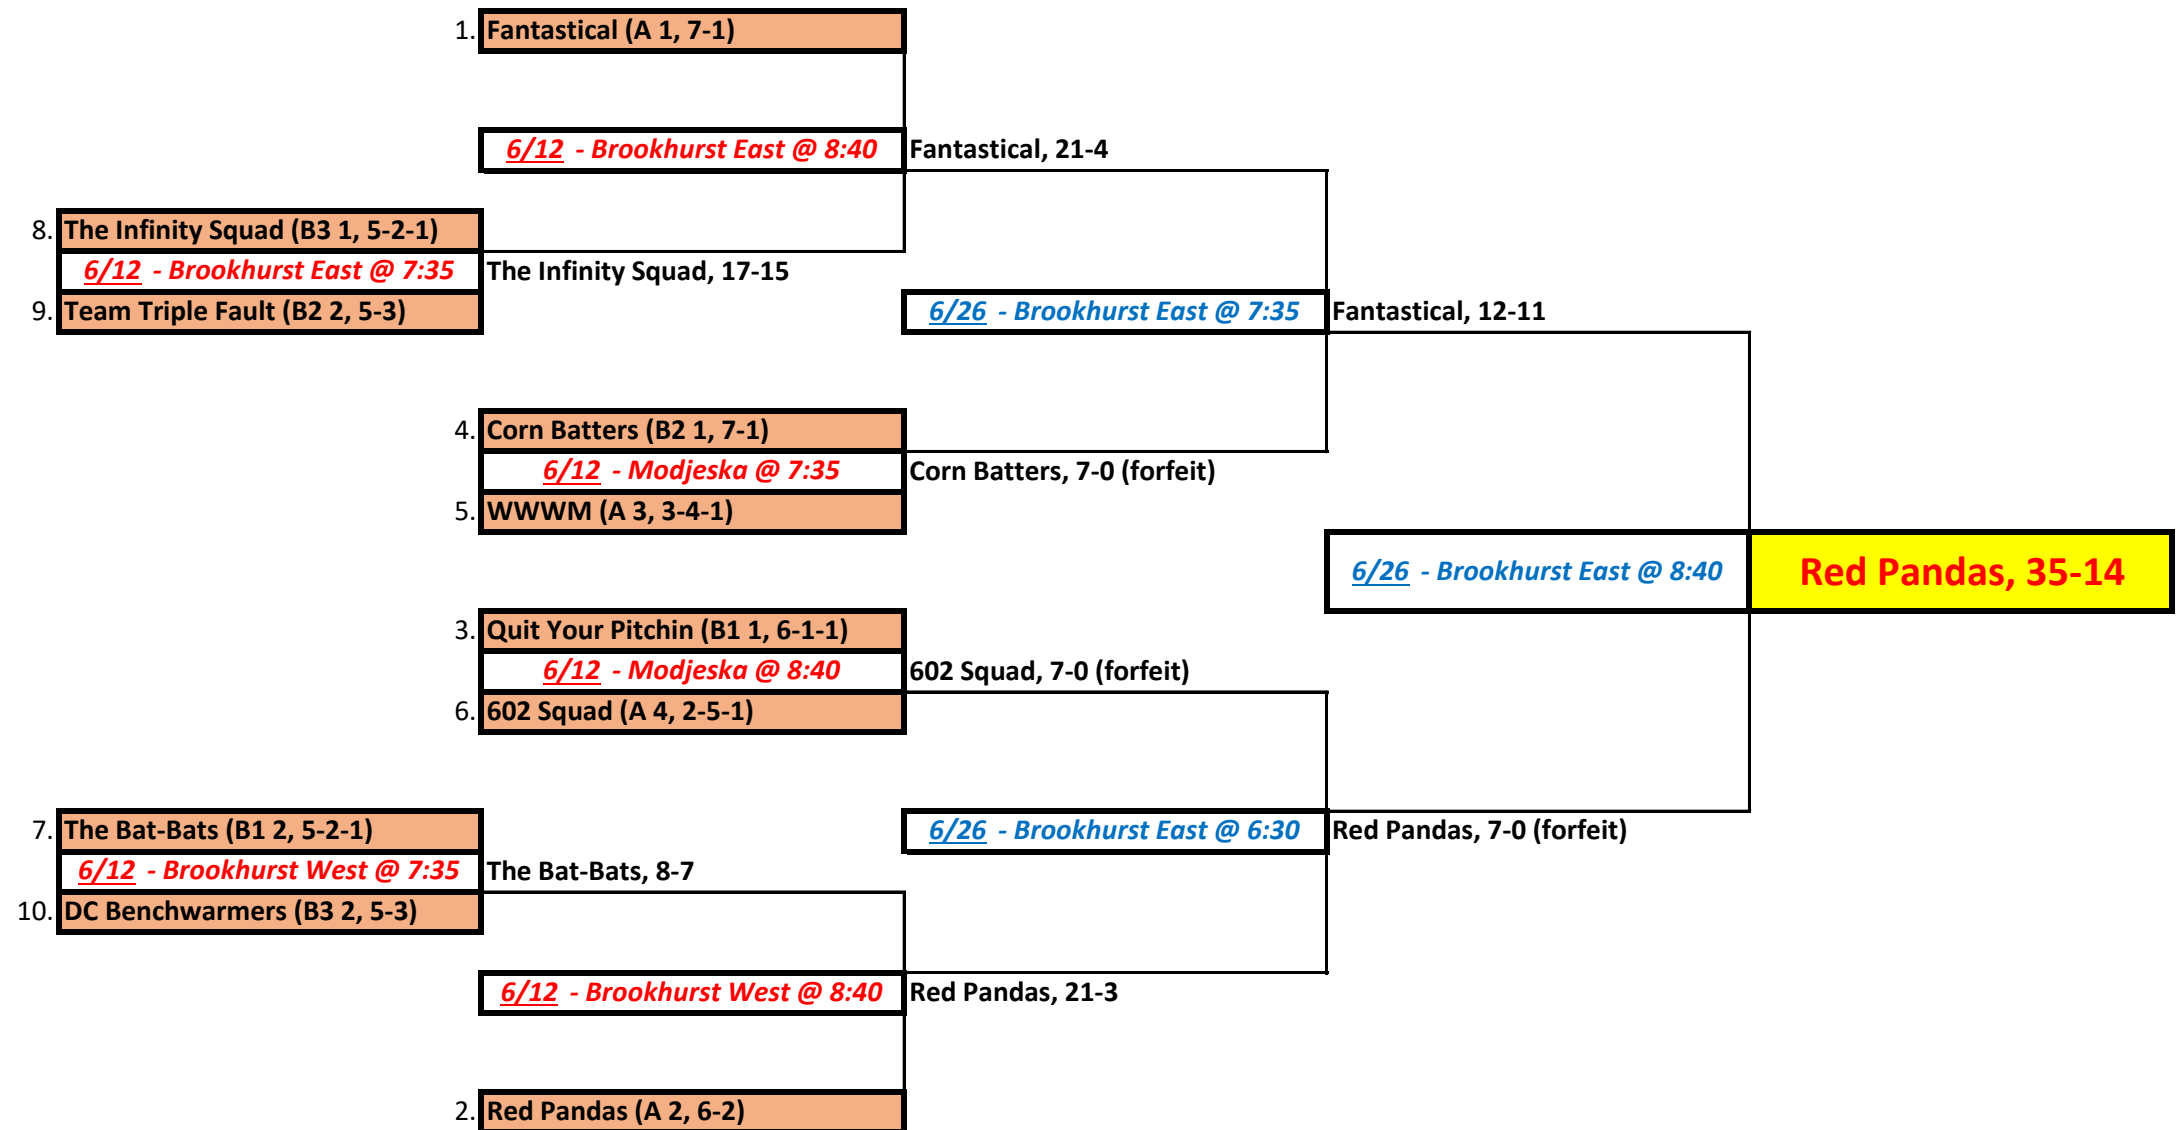 1. Fantastical (A 1, 7-1)
6/12 - Brookhurst East @ 8:40 Fantastical, 21-4
8. The Infinity Squad (B3 1, 5-2-1)
6/12 - Brookhurst East @ 7:35 The Infinity Squad, 17-15
9. Team Triple Fault (B2 2, 5-3) 6/26 - Brookhurst East @ 7:35 Fantastical, 12-11
4. Corn Batters (B2 1, 7-1)
6/12 - Modjeska @ 7:35 Corn Batters, 7-0 (forfeit)
5. WWWM (A 3, 3-4-1)
6/26 - Brookhurst East @ 8:40 Red Pandas, 35-14
3. Quit Your Pitchin (B1 1, 6-1-1)
6/12 - Modjeska @ 8:40 602 Squad, 7-0 (forfeit)
6. 602 Squad (A 4, 2-5-1)
7. The Bat-Bats (B1 2, 5-2-1) 6/26 - Brookhurst East @ 6:30 Red Pandas, 7-0 (forfeit)
6/12 - Brookhurst West @ 7:35 The Bat-Bats, 8-7
10. DC Benchwarmers (B3 2, 5-3)
6/12 - Brookhurst West @ 8:40 Red Pandas, 21-3
2. Red Pandas (A 2, 6-2)